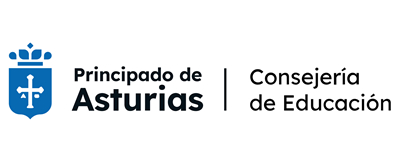 Principado de
Asturias
Consejería
de Educación